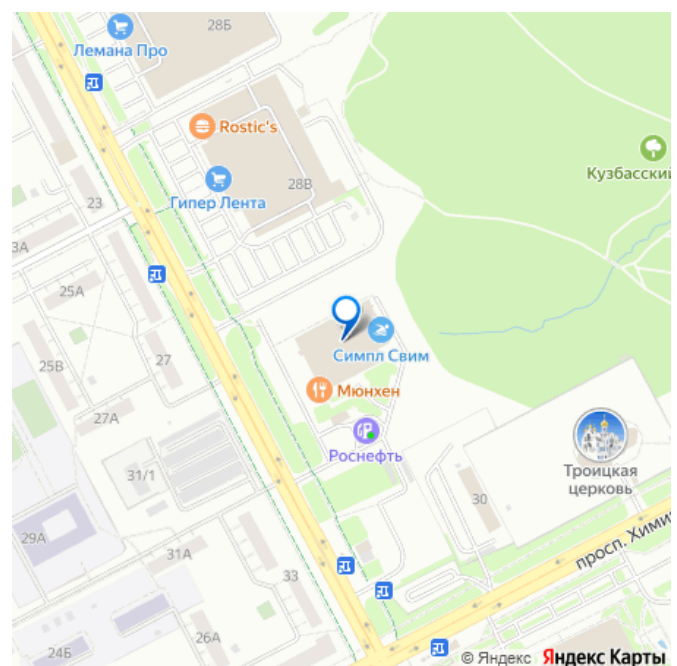 28Б
Лемана Про
Rostic's
28В
Гипер Лента
Кузбасский
23
3А
25А
25В
27
27А
Симпл Свим
Мюнхен
Роснефть
31/1
29А
31А
33
24Б
26А
30
Троицкая
церковь
просп. Хими
© Яндекс Яндекс Карты